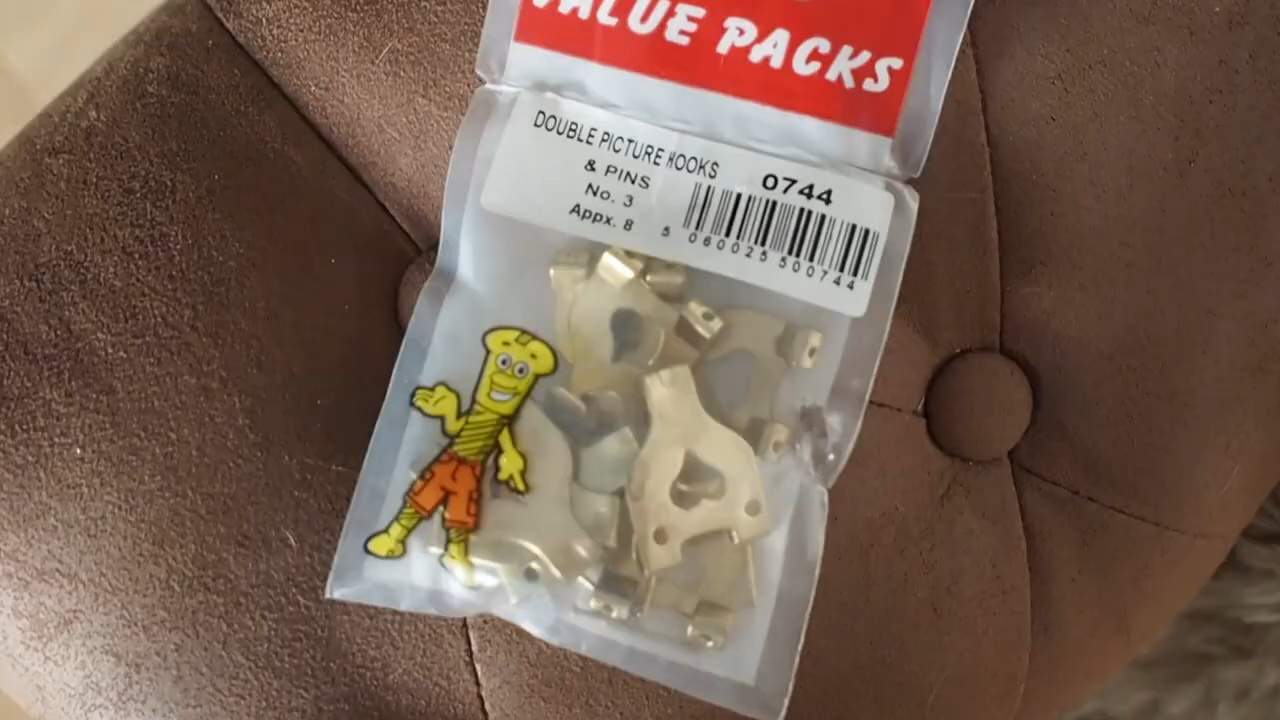 VALUE PACKS
DOUBLE PICTURE HOOKS
& PINS
No. 3
Appx. 8
0744
5 060025 500744